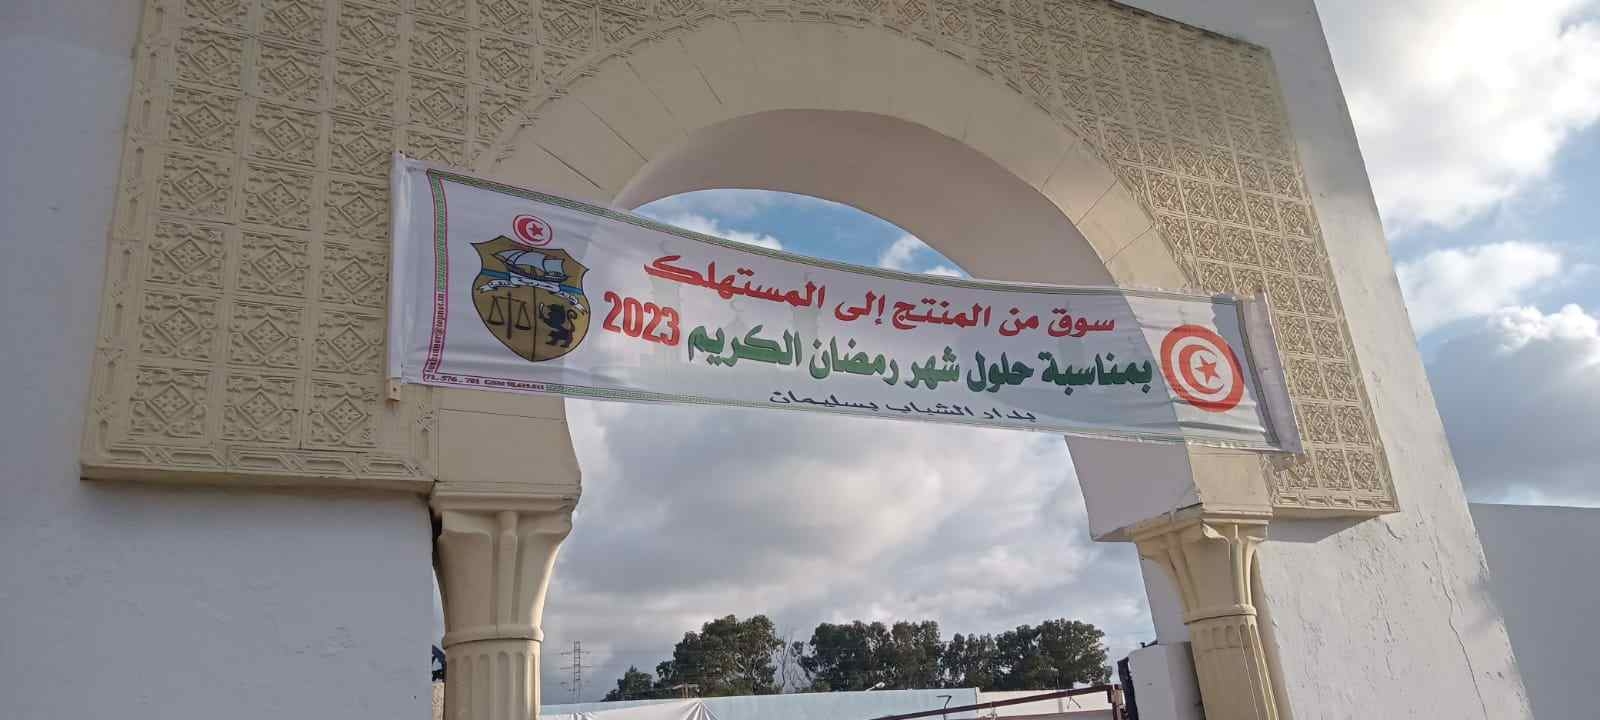 سوق من المنتج إلى المستهلك
بمناسبة حلول شهر رمضان الكريم 2023
بدار الشباب بسليمان